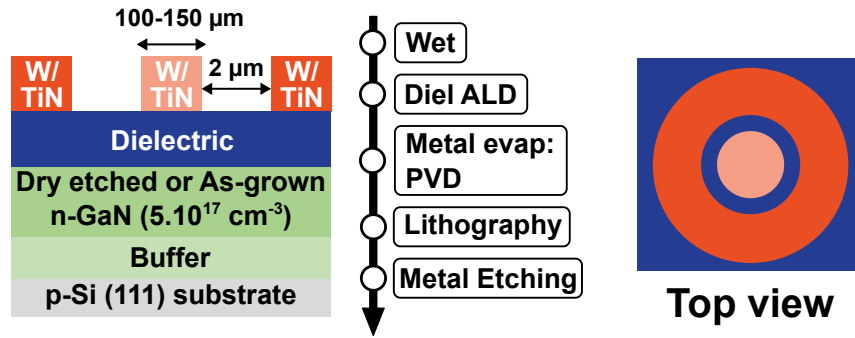 100-150 µm
W/
TiN
W/
TiN
2 µm
W/
TiN
Dielectric
Dry etched or As-grown
n-GaN (5.10¹⁷ cm⁻³)
Buffer
p-Si (111) substrate
Wet
Diel ALD
Metal evap:
PVD
Lithography
Metal Etching
Top view